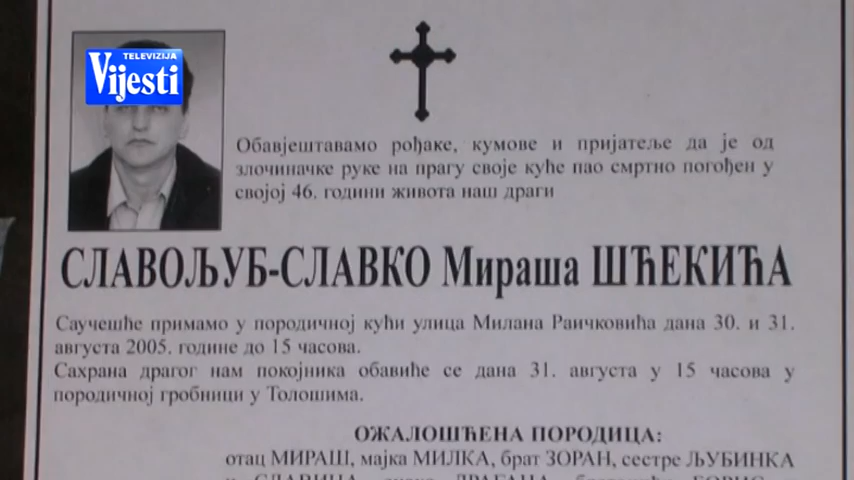 TELEVIZIJA
Vijesti
Обавјештавамо рођаке, кумове и пријатеље да је од
злочиначке руке на прагу своје куће пао смртно погођен у
својој 46. години живота наш драги
СЛАВОЉУБ-СЛАВКО Мираша ШЋЕКИЋА
Саучешће примамо у породичној кући улица Милана Раичковића дана 30. и 31.
августа 2005. године до 15 часова.
Сахрана драгог нам покојника обавиће се дана 31. августа у 15 часова у
породичној гробници у Толошима.
ОЖАЛОШЋЕНА ПОРОДИЦА:
отац МИРАШ, мајка МИЛКА, брат ЗОРАН, сестре ЉУБИНКА